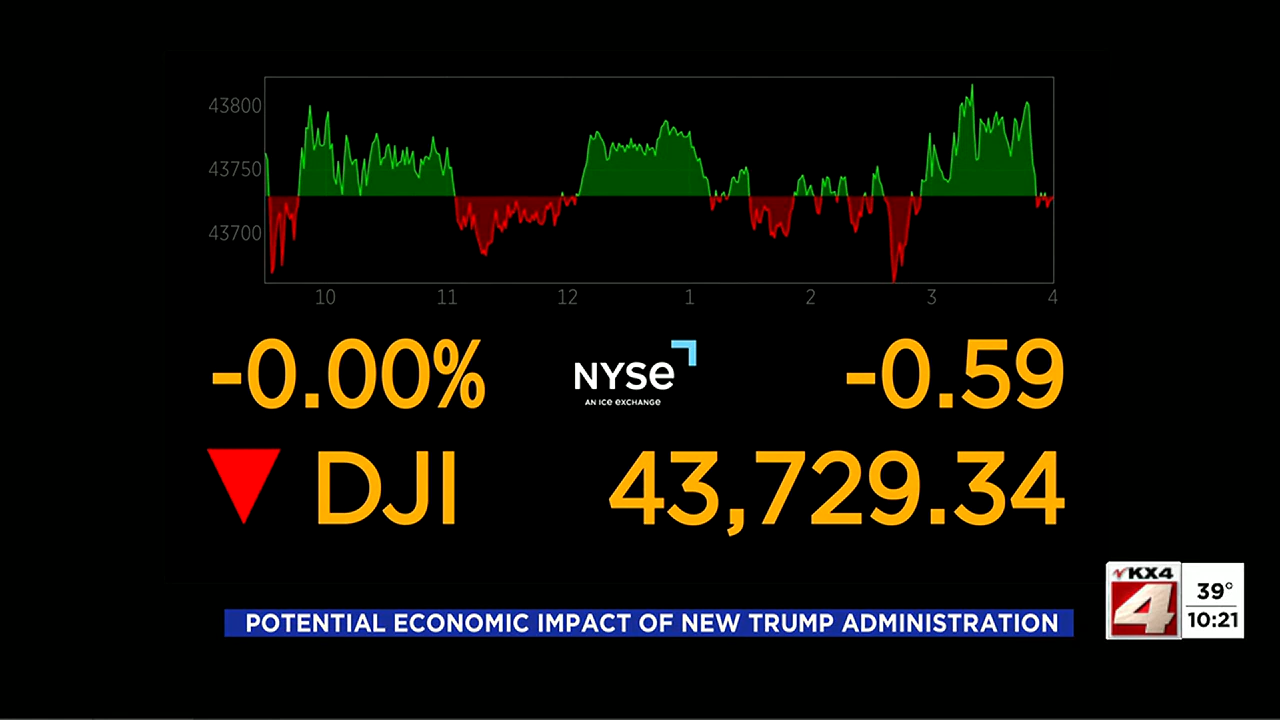 43800
43750
43700
10 11 12 1 2 3 4
-0.00% NYSE -0.59
AN ICE EXCHANGE
DJI 43,729.34
KX4
4
39°
10:21
POTENTIAL ECONOMIC IMPACT OF NEW TRUMP ADMINISTRATION